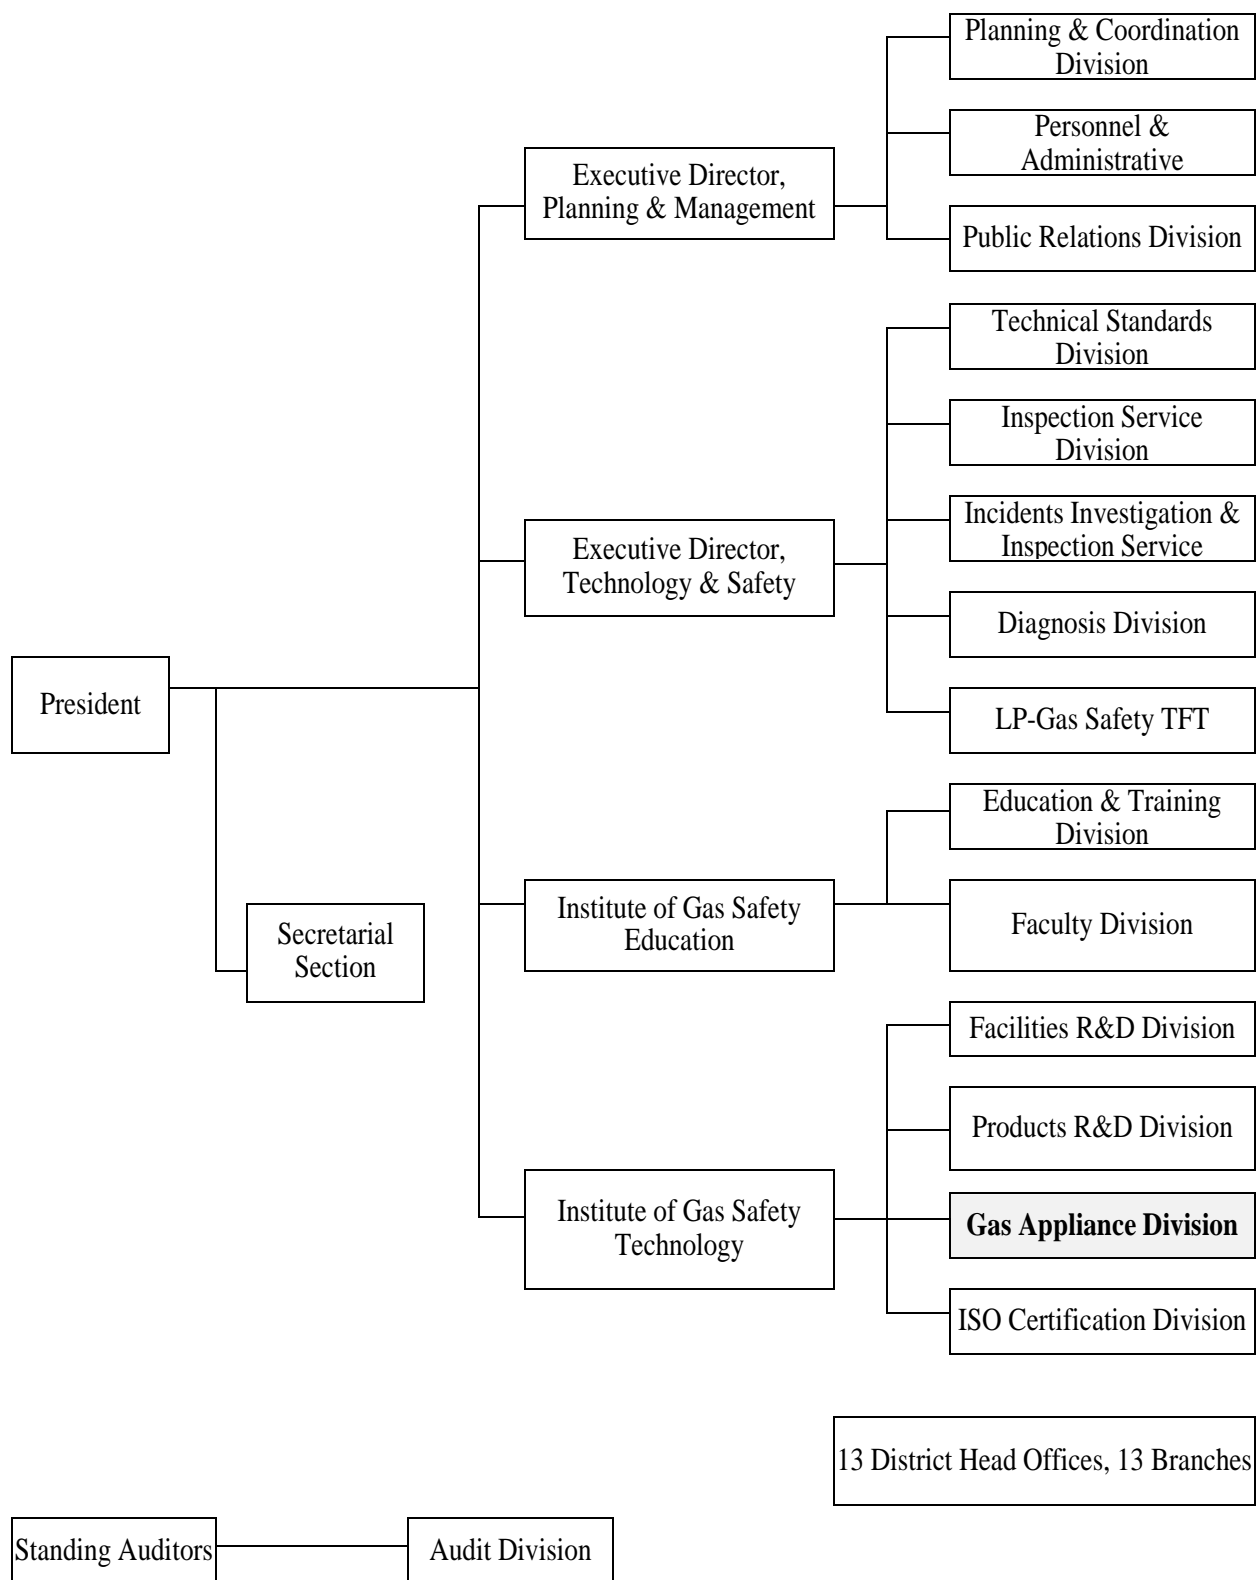 Planning & Coordination
Division
Personnel &
Administrative
Executive Director,
Planning & Management
Public Relations Division
Technical Standards
Division
Inspection Service
Division
Incidents Investigation &
Inspection Service
Executive Director,
Technology & Safety
Diagnosis Division
President
LP-Gas Safety TFT
Education & Training
Division
Institute of Gas Safety
Education
Faculty Division
Secretarial
Section
Facilities R&D Division
Products R&D Division
Institute of Gas Safety
Technology
Gas Appliance Division
ISO Certification Division
13 District Head Offices, 13 Branches
Standing Auditors
Audit Division